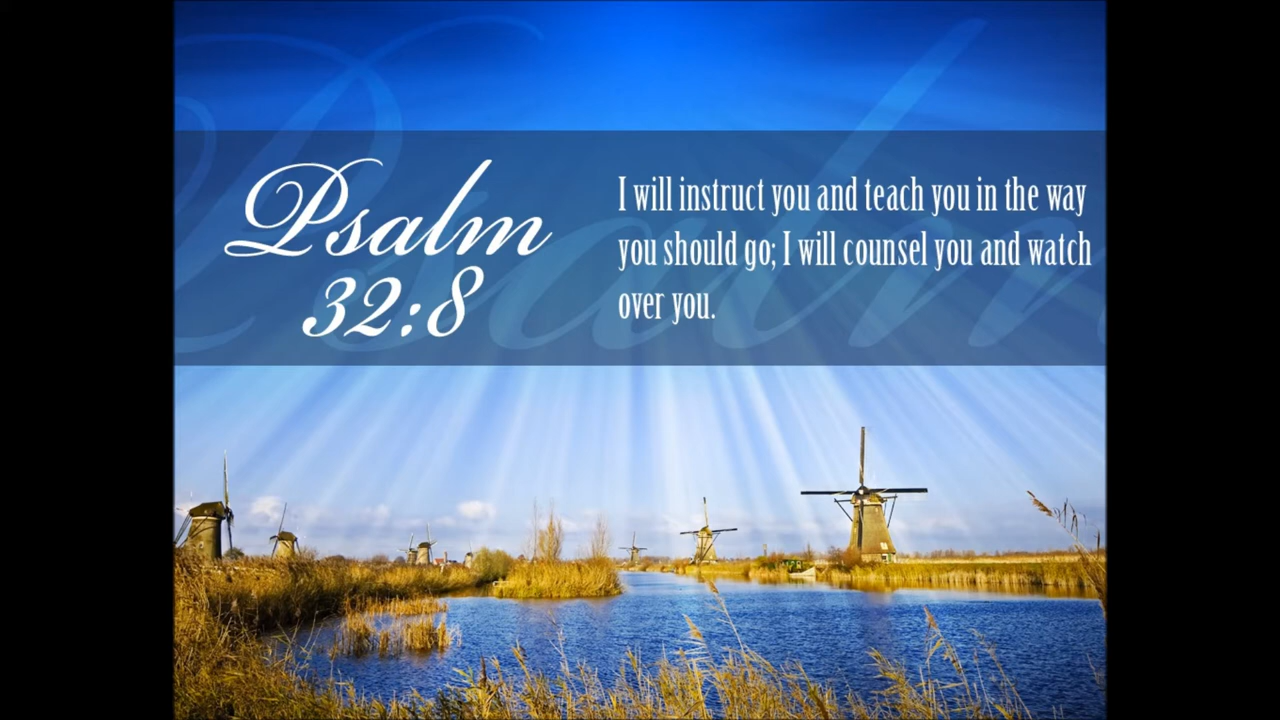 Psalm
32:8
I will instruct you and teach you in the way
you should go; I will counsel you and watch
over you.